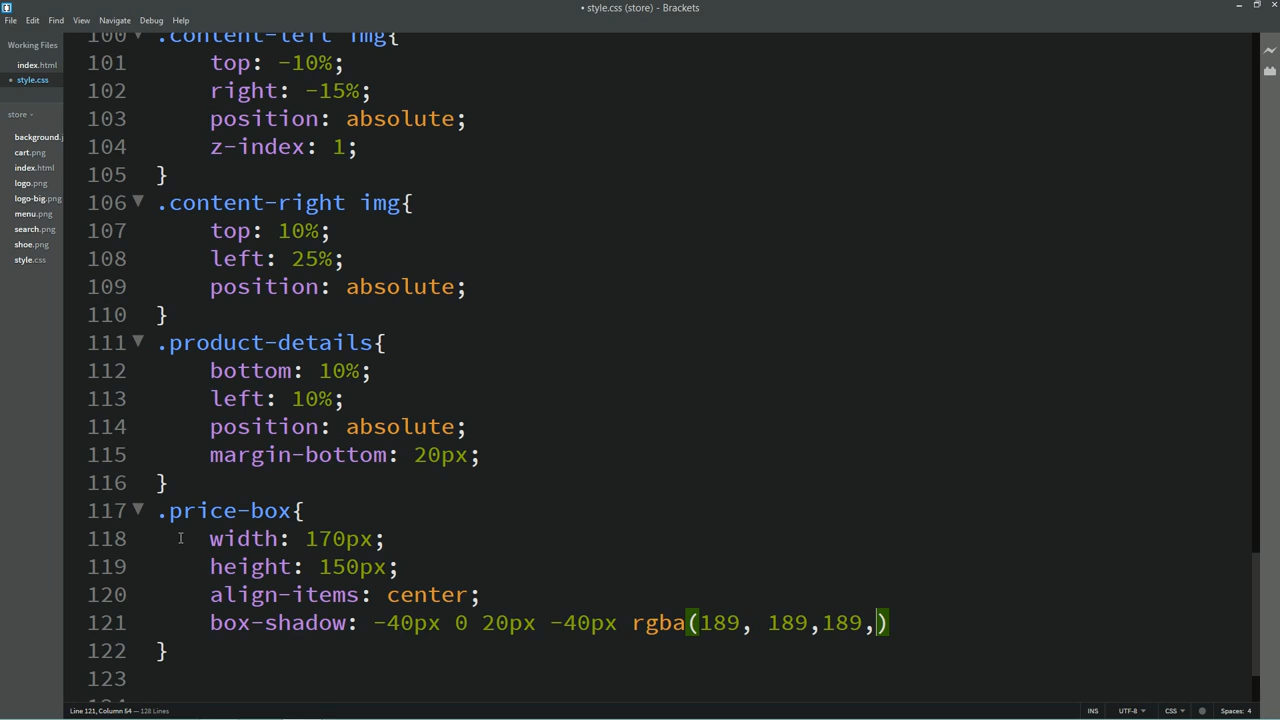 • style.css (store) - Brackets
File Edit Find View Navigate Debug Help
Working Files
index.html
• style.css
store
background.j
cart.png
index.html
logo.png
logo-big.png
menu.png
search.png
shoe.png
style.css
100 .content-left img{
101 top: -10%;
102 right: -15%;
103 position: absolute;
104 z-index: 1;
105 }
106 .content-right img{
107 top: 10%;
108 left: 25%;
109 position: absolute;
110 }
111 .product-details{
112 bottom: 10%;
113 left: 10%;
114 position: absolute;
115 margin-bottom: 20px;
116 }
117 .price-box{
118 width: 170px;
119 height: 150px;
120 align-items: center;
121 box-shadow: -40px 0 20px -40px rgba(189, 189,189,)
122 }
123
Line 121, Column 54 — 128 Lines
INS UTF-8 CSS Spaces: 4